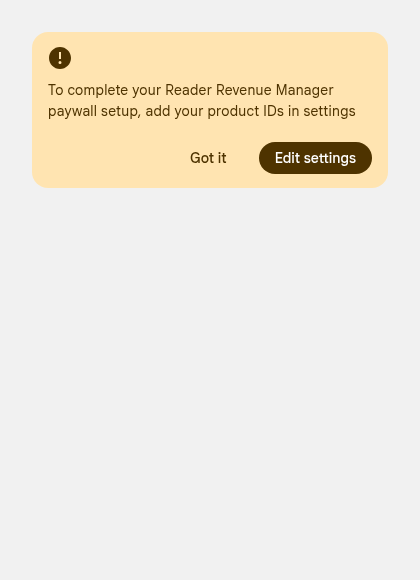 To complete your Reader Revenue Manager
paywall setup, add your product IDs in settings
Got it
Edit settings